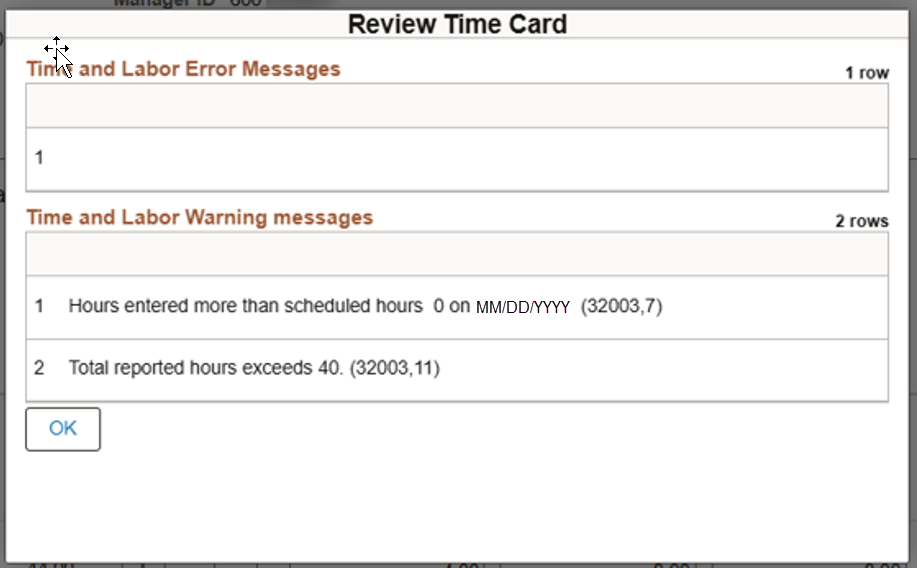 Manager ID 600
Review Time Card
Time and Labor Error Messages
1 row
1
Time and Labor Warning messages
2 rows
1 Hours entered more than scheduled hours 0 on MM/DD/YYYY (32003,7)
2 Total reported hours exceeds 40. (32003,11)
OK